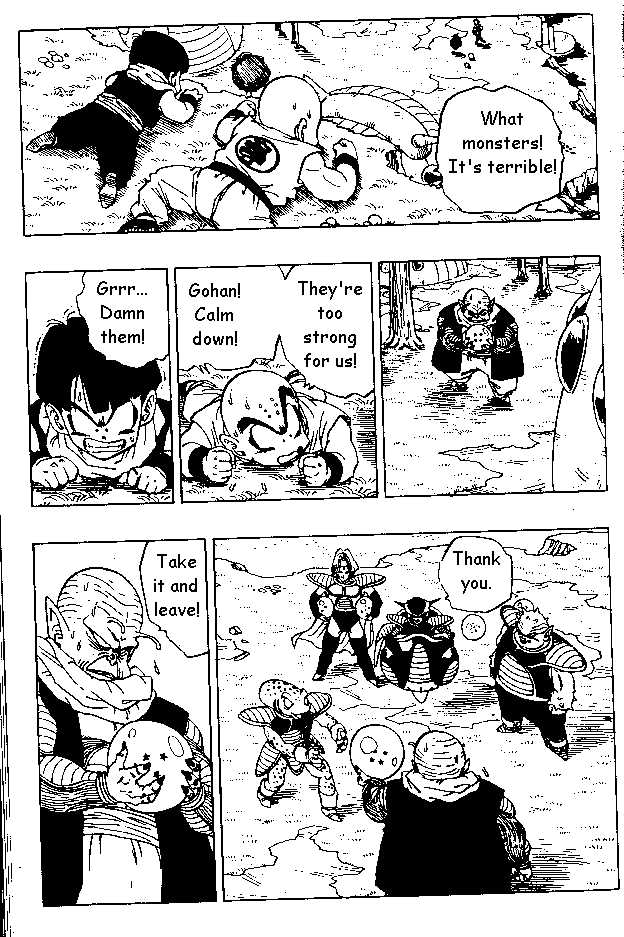 What
monsters!
It's terrible!
Grrr...
Damn
them!
Gohan!
Calm
down!
They're
too
strong
for us!
Take
it and
leave!
Thank
you.